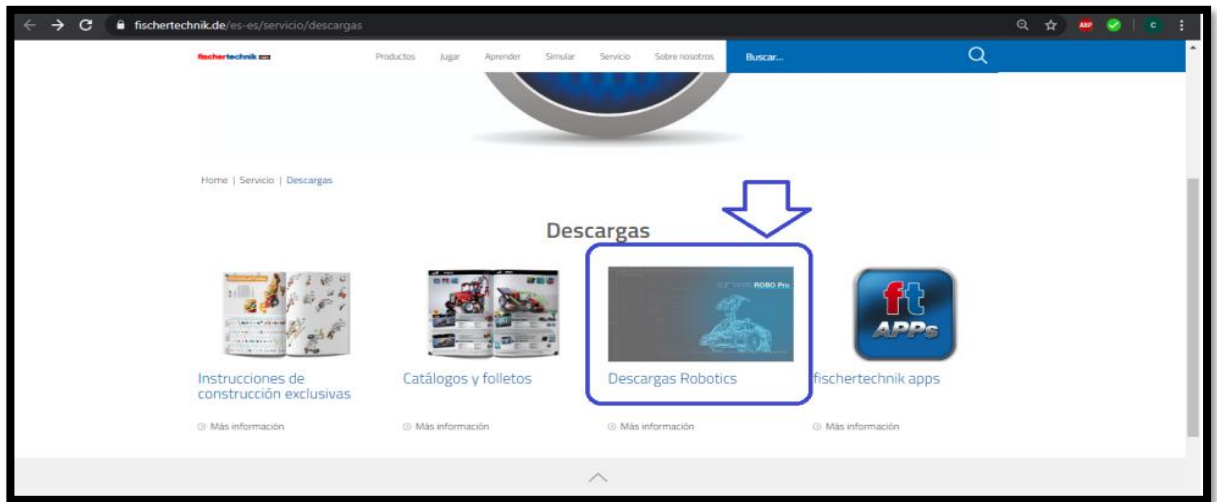 fischertechnik.de/es-es/servicio/descargas
ABP
C
fischertechnik
Productos Jugar Aprender Simular Servicio Sobre nosotros Buscar...
Home | Servicio | Descargas
Descargas
SOFTWARE ROBO Pro
ft
APPs
Instrucciones de
construcción exclusivas
Catálogos y folletos
Descargas Robotics
fischertechnik apps
Más información
Más información
Más información
Más información